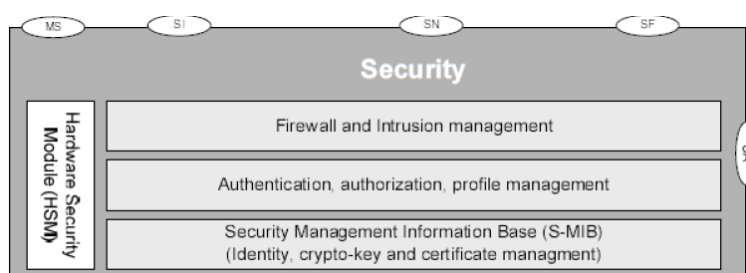 MS
SI
SN
SF
Security
Hardware Security
Module (HSM)
Firewall and Intrusion management
Authentication, authorization, profile management
Security Management Information Base (S-MIB)
(Identity, crypto-key and certificate managment)